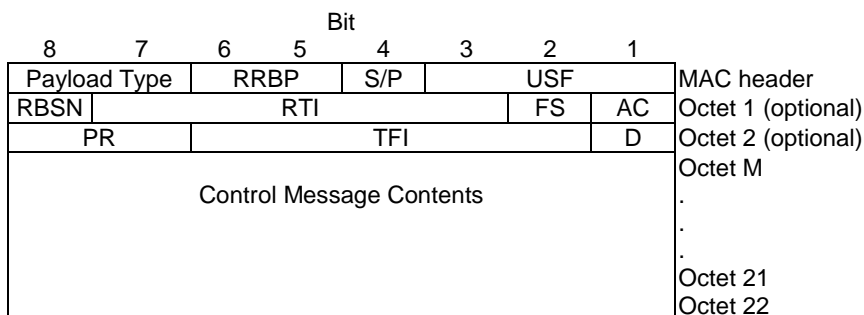 Bit
8 7 6 5 4 3 2 1
Payload Type RRBP S/P USF MAC header
RBSN RTI FS AC Octet 1 (optional)
PR TFI D Octet 2 (optional)
Octet M
Control Message Contents .
.
.
Octet 21
Octet 22